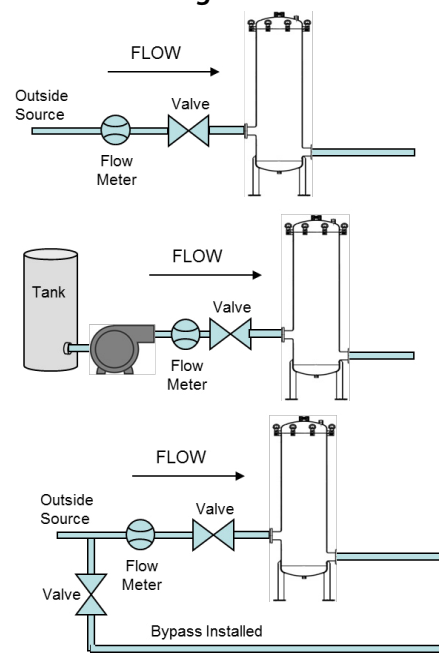 FLOW
Outside
Source
Valve
Flow
Meter
FLOW
Tank
Valve
Flow
Meter
FLOW
Outside
Source
Valve
Flow
Meter
Valve
Bypass Installed